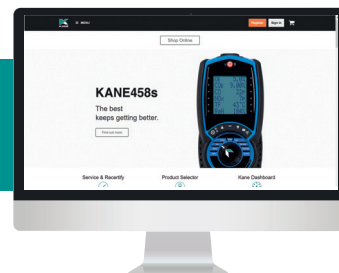 MENU
Register
Sign in
Shop Online
KANE458s
The best
keeps getting better.
Find out more
Service & Recertify
Product Selector
Kane Dashboard